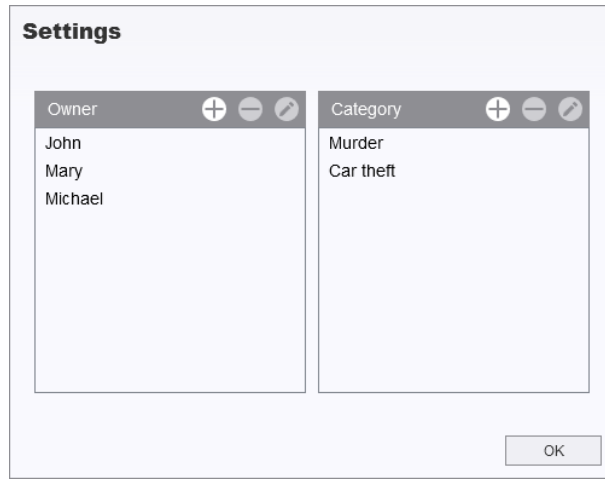 Settings
Owner
John
Mary
Michael
Category
Murder
Car theft
OK